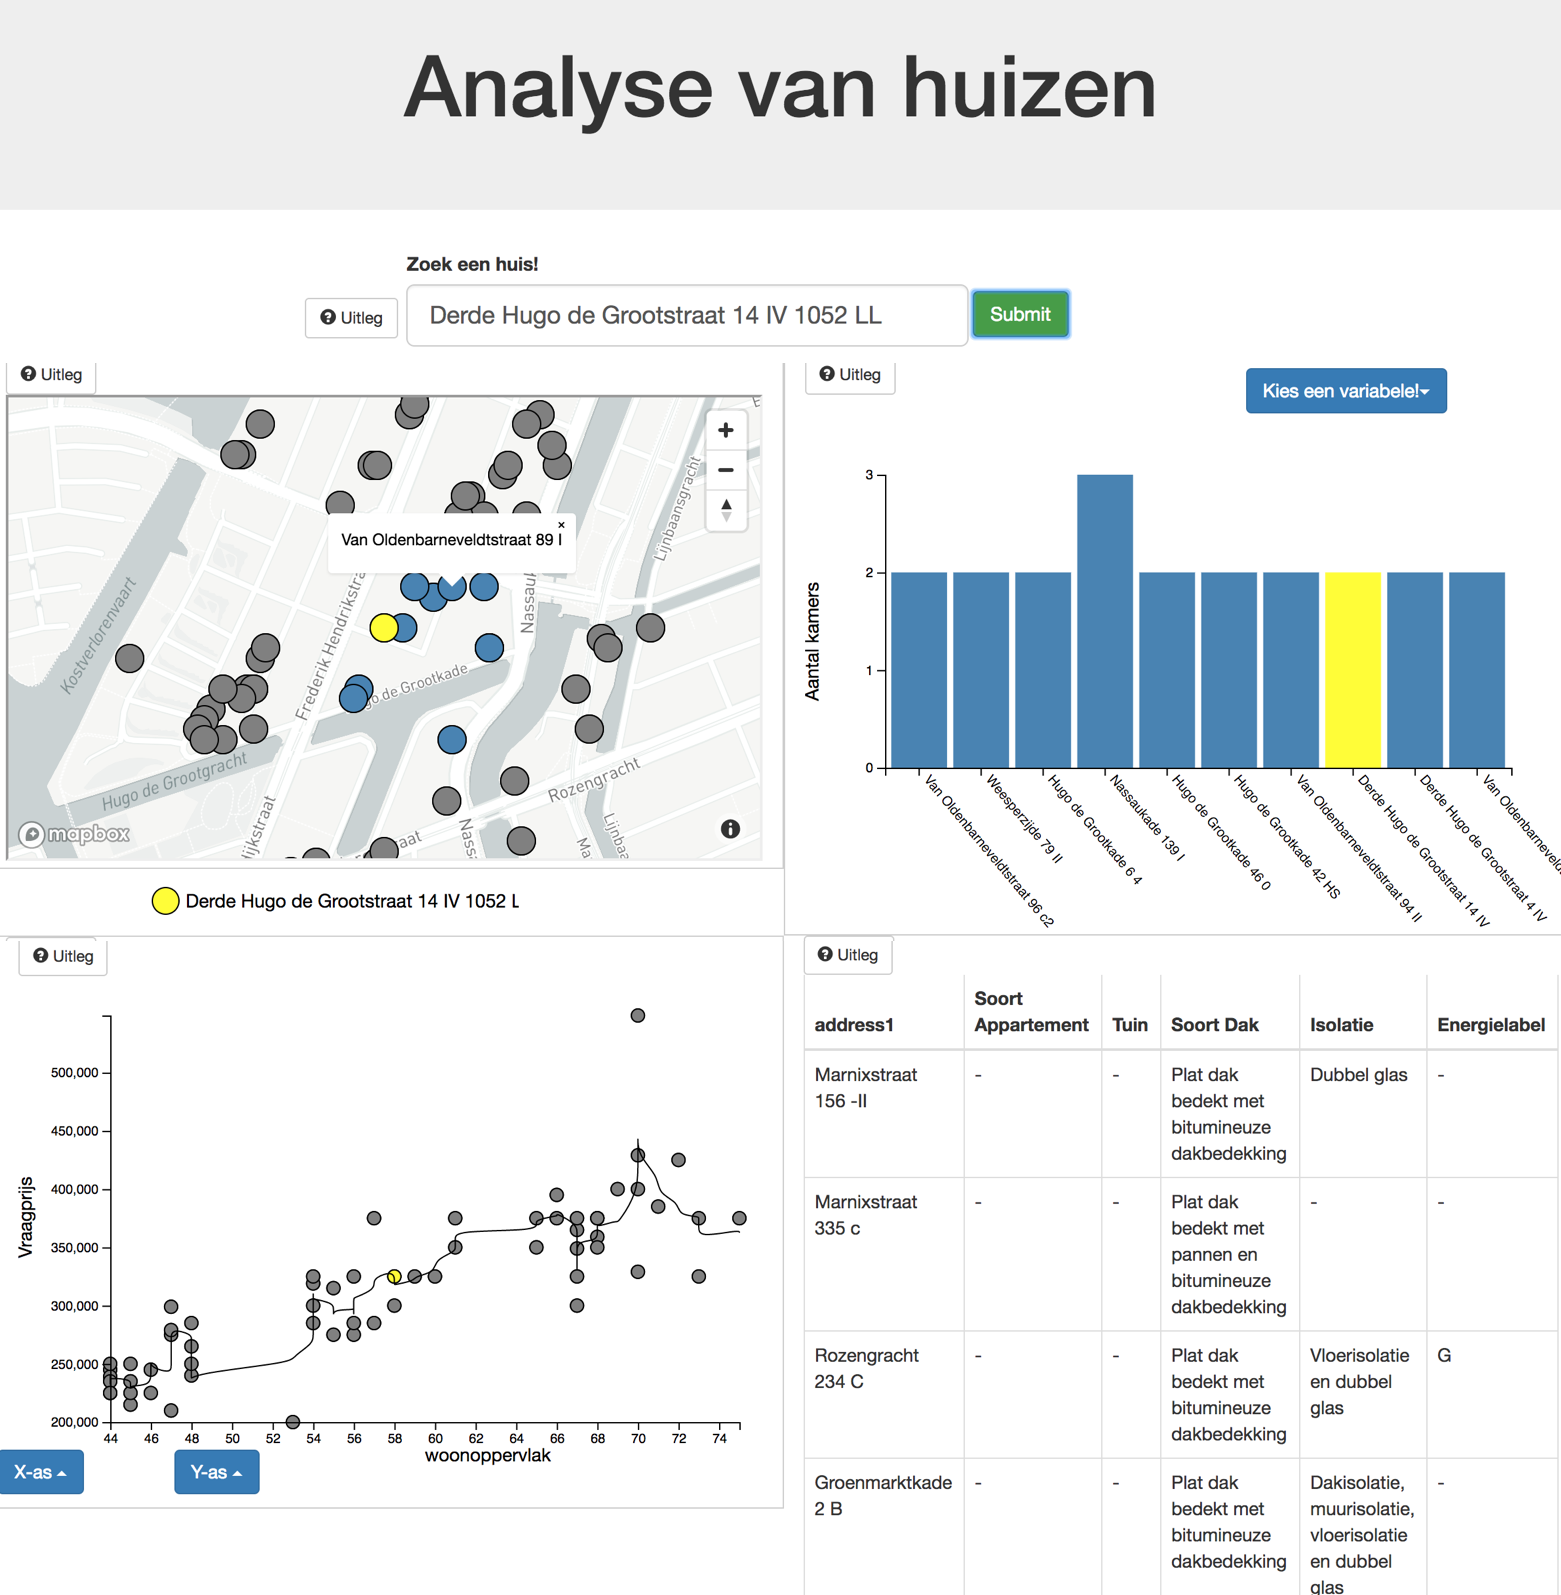 Analyse van huizen
Zoek een huis!
Uitleg
Derde Hugo de Grootstraat 14 IV 1052 LL
Submit
Uitleg
Kostverlorenvaart
Frederik Hendrikstra
Hugo de Grootgracht
go de Grootkade
Nassau
Lijnbaansgracht
Rozengracht
lijkstraat
aat
Nass
Ma
Lijnba
Van Oldenbarneveldtstraat 89 I
×
+
−
mapbox
Derde Hugo de Grootstraat 14 IV 1052 L
Uitleg
Kies een variabele!
Aantal kamers
3
2
1
0
Van Oldenbarneveldtstraat 96 c2
Weesperzijde 79 II
Hugo de Grootkade 6 4
Nassaukade 139 I
Hugo de Grootkade 46 0
Hugo de Grootkade 42 HS
Van Oldenbarneveldtstraat 94 II
Derde Hugo de Grootstraat 14 IV
Derde Hugo de Grootstraat 4 IV
Van Oldenbarneveld
Uitleg
Vraagprijs
500,000
450,000
400,000
350,000
300,000
250,000
200,000
44 46 48 50 52 54 56 58 60 62 64 66 68 70 72 74
woonoppervlak
X-as
Y-as
Uitleg
address1 Soort Appartement Tuin Soort Dak Isolatie Energielabel
Marnixstraat - - Plat dak Dubbel glas -
156 -II bedekt met
bitumineuze
dakbedekking
Marnixstraat - - Plat dak - -
335 c bedekt met
pannen en
bitumineuze
dakbedekking
Rozengracht - - Plat dak Vloerisolatie G
234 C bedekt met en dubbel
bitumineuze glas
dakbedekking
Groenmarktkade - - Plat dak Dakisolatie, -
2 B bedekt met muurisolatie,
bitumineuze vloerisolatie
dakbedekking en dubbel
glas